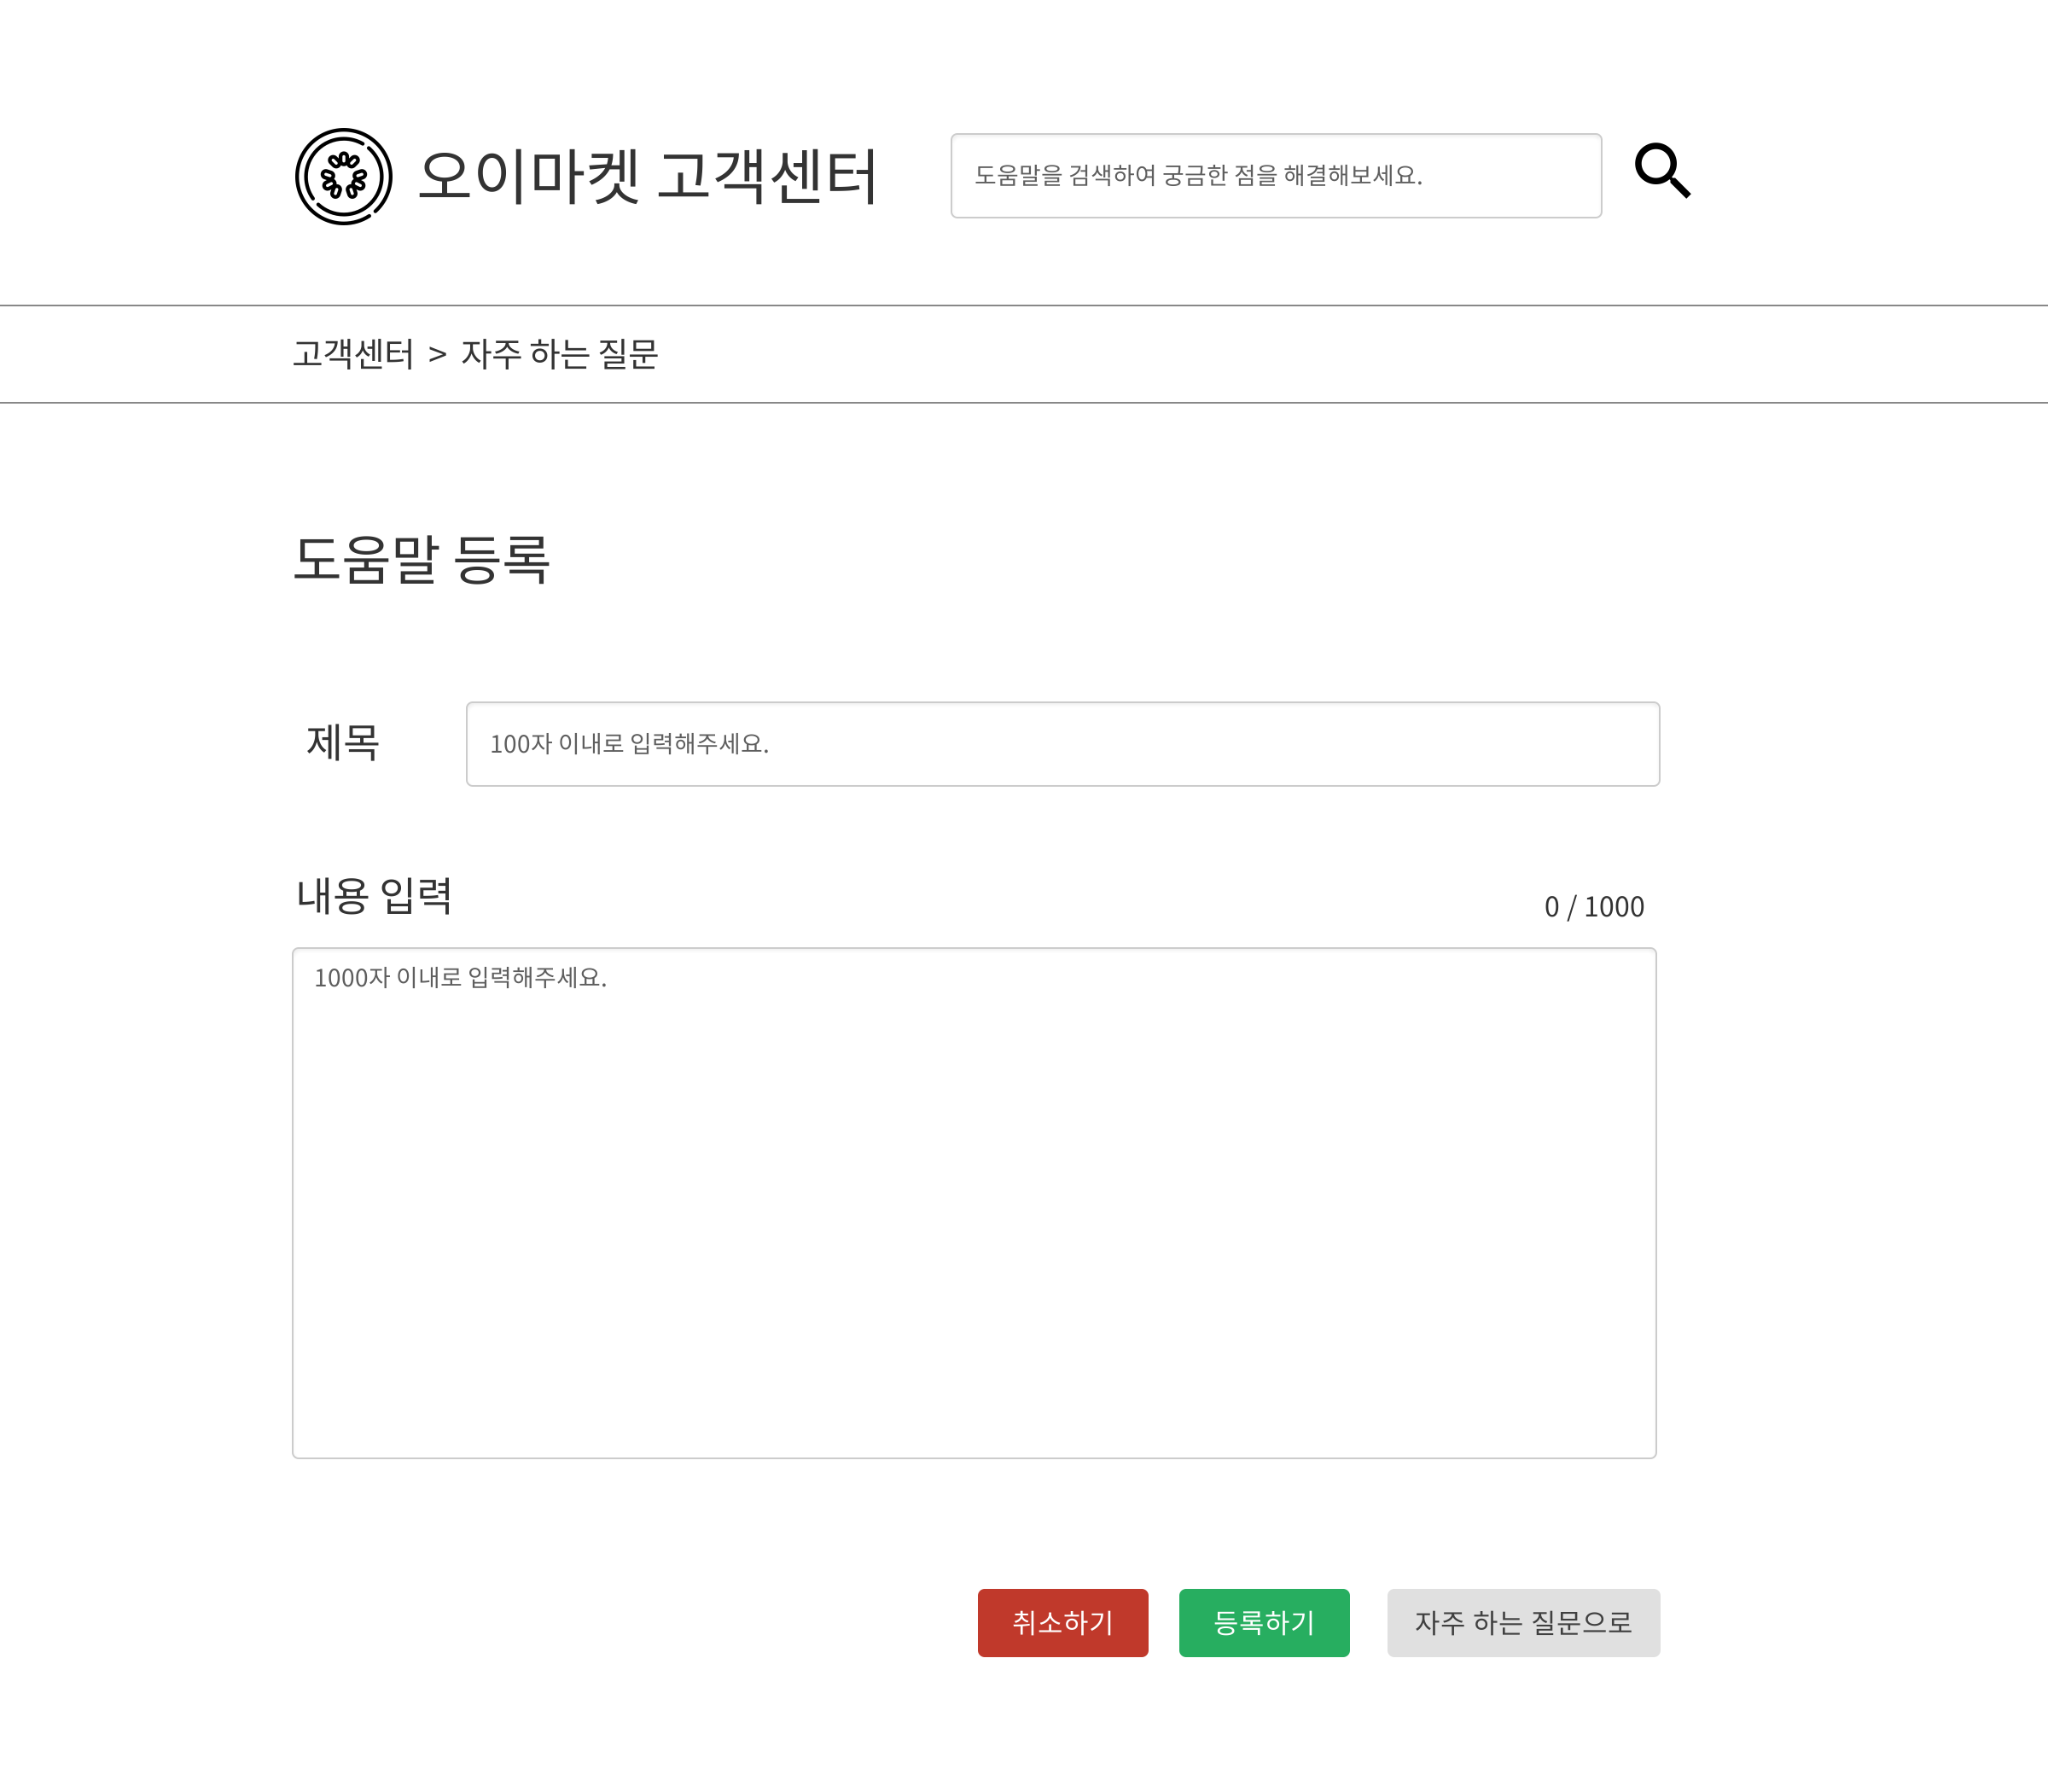 오이마켓 고객센터
도움말을 검색하여 궁금한 점을 해결해보세요.
고객센터 > 자주 하는 질문
도움말 등록
제목
100자 이내로 입력해주세요.
내용 입력
0 / 1000
1000자 이내로 입력해주세요.
취소하기
등록하기
자주 하는 질문으로